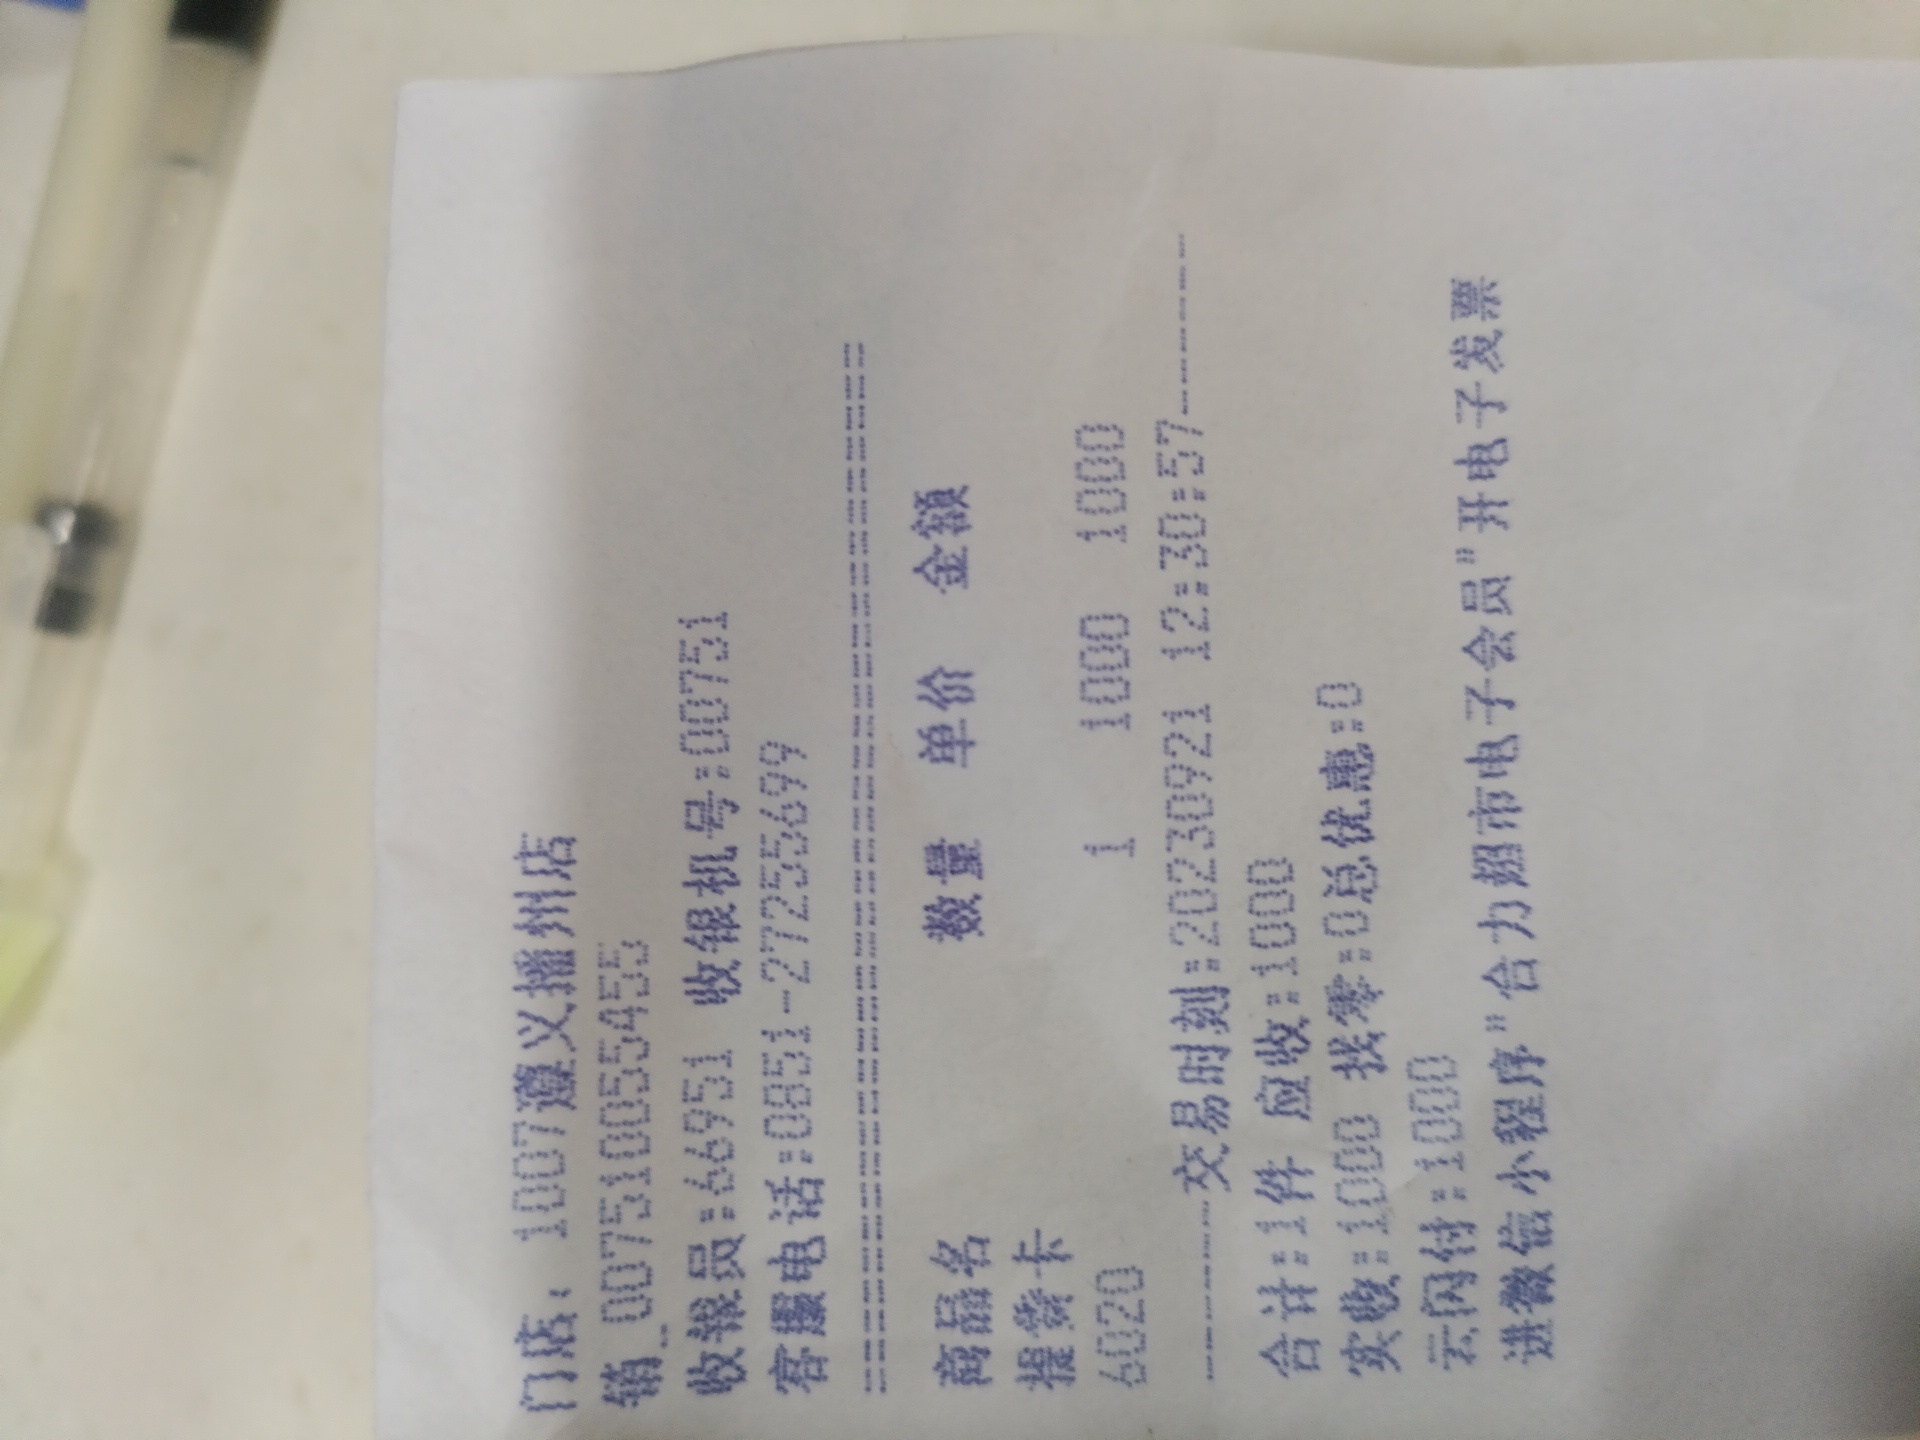 门店: 1007遵义播州店
销_007510055455
收银员:66951 收银机号:00751
客服电话:0851-27255699
商品名 数量 单价 金额
提货卡
6020 1 1000 1000
--------交易时刻:20230921 12:30:57--------
合计:1件 应收:1000
实收:1000 找零:0总优惠:0
云闪付:1000
进微信小程序"合力超市电子会员"开电子发票